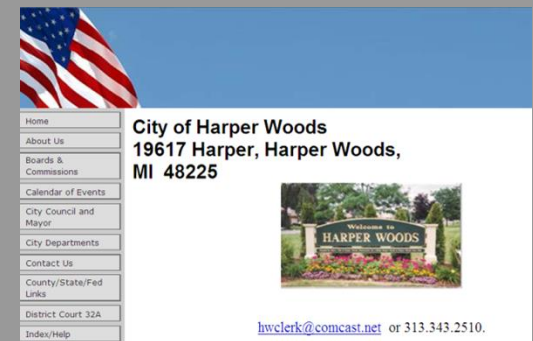 Home
About Us
Boards &
Commissions
Calendar of Events
City Council and
Mayor
City Departments
Contact Us
County/State/Fed
Links
District Court 32A
Index/Help
City of Harper Woods
19617 Harper, Harper Woods,
MI 48225
Welcome to
HARPER WOODS
hwclerk@comcast.net or 313.343.2510.